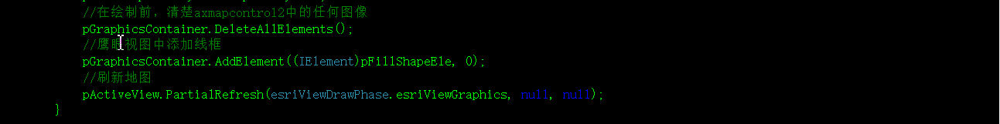 //在绘制前，清楚axmapcontrol2中的任何图像
pGraphicsContainer.DeleteAllElements();
//鹰眼视图中添加线框
pGraphicsContainer.AddElement((IElement)pFillShapeEle, 0);
//刷新地图
pActiveView.PartialRefresh(esriViewDrawPhase.esriViewGraphics, null, null);
}